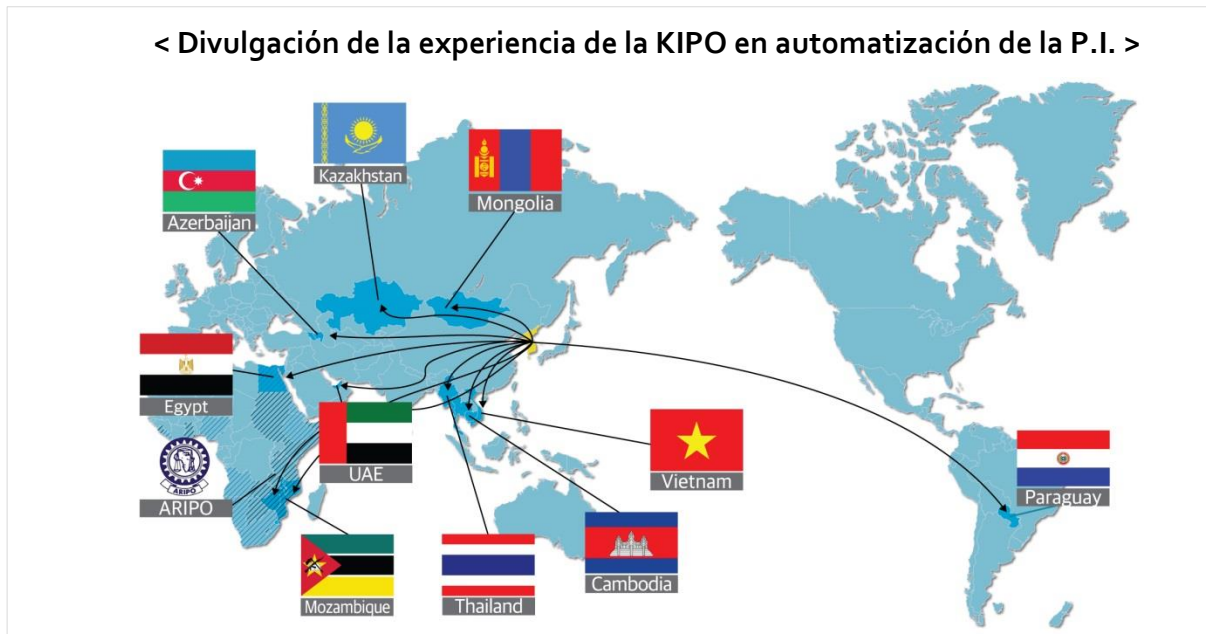 < Divulgación de la experiencia de la KIPO en automatización de la P.I. >
Kazakhstan
Mongolia
Azerbaijan
Egypt
UAE
Vietnam
Paraguay
ARIPO
ARIPO
Cambodia
Mozambique
Thailand